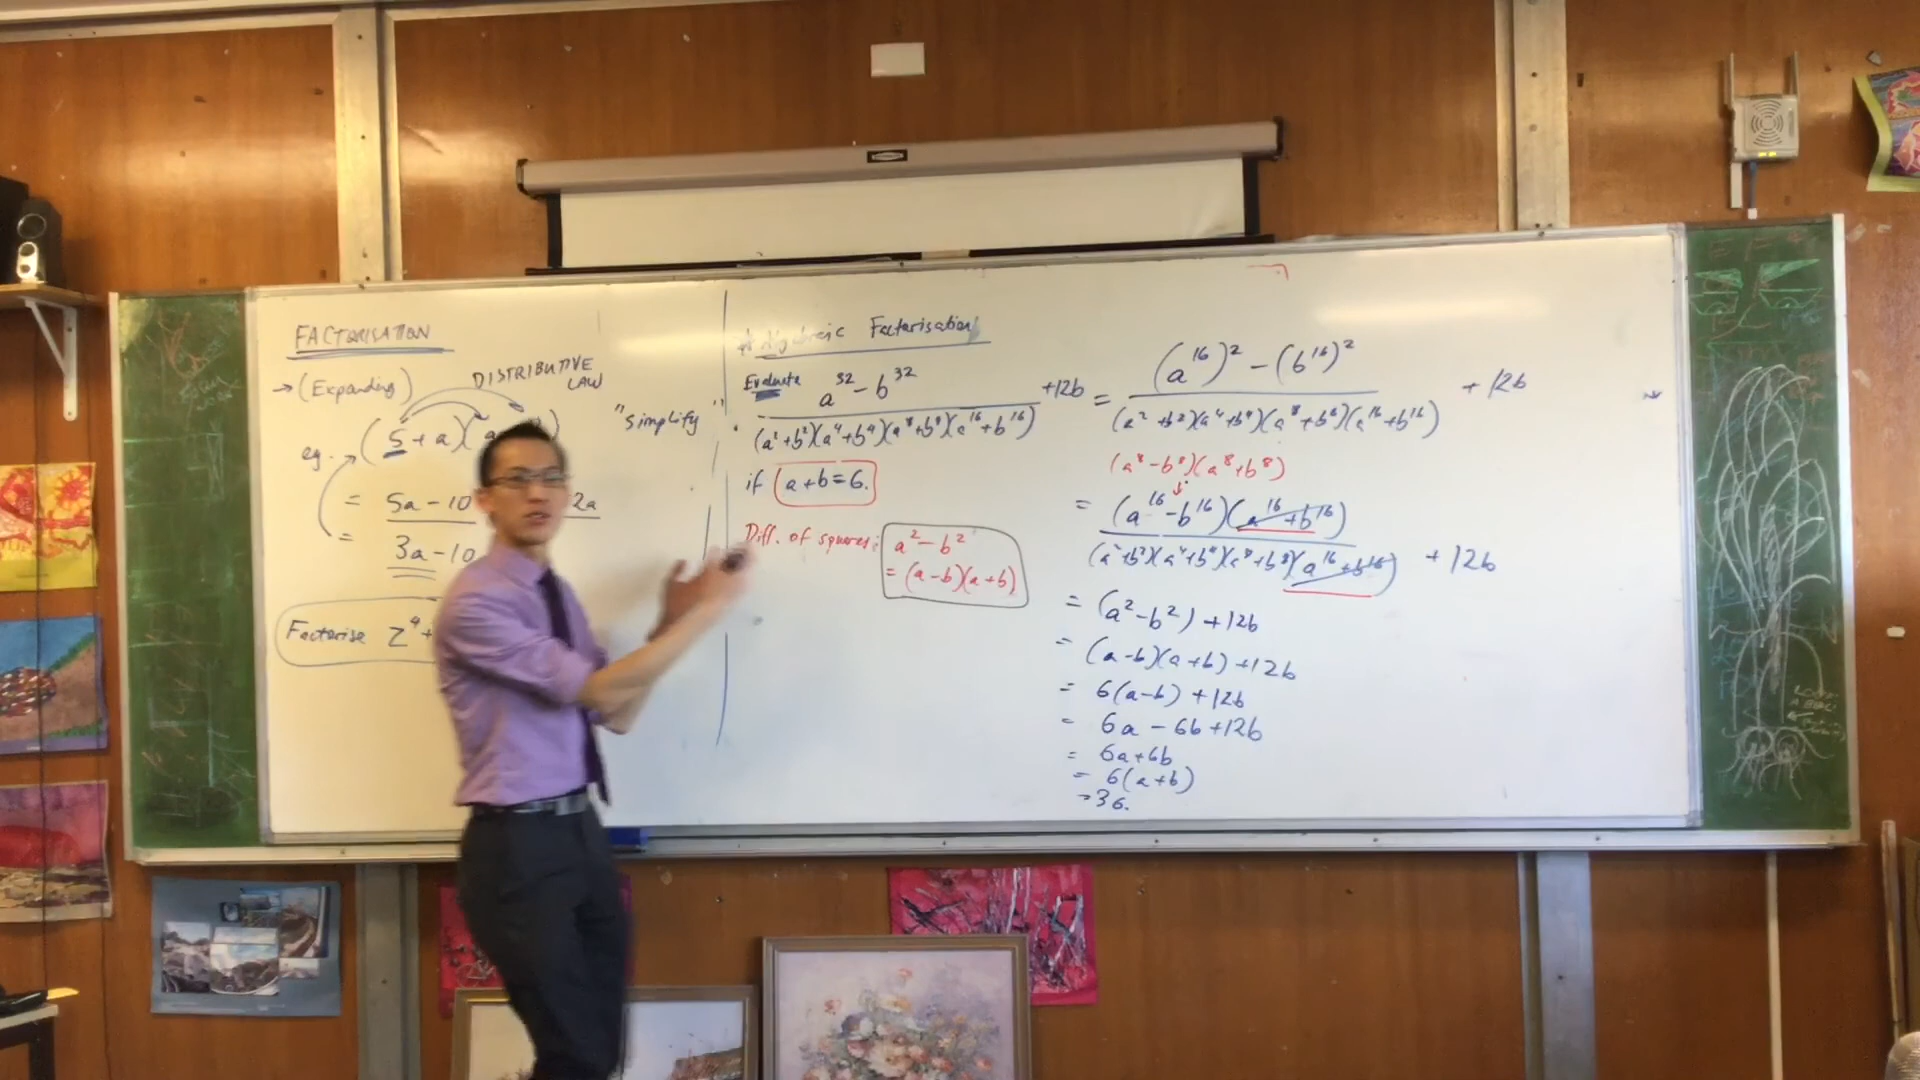 FACTORISATION
→ (Expanding)
DISTRIBUTIVE
LAW
eg. (5+a)(a
= 5a-10 2a
= 3a-10
Factorise z⁴+
"simplify"
Algebraic Factorisation
Evaluate
a³² - b³²
(a²+b²)(a⁴+b⁴)(a⁸+b⁸)(a¹⁶+b¹⁶)
+12b
if a+b=6.
Diff. of squares: a²-b²
= (a-b)(a+b)
= (a¹⁶)² - (b¹⁶)²
(a²+b²)(a⁴+b⁴)(a⁸+b⁸)(a¹⁶+b¹⁶)
+12b
(a⁸-b⁸)(a⁸+b⁸)
= (a¹⁶-b¹⁶)(a¹⁶+b¹⁶)
(a²+b²)(a⁴+b⁴)(a⁸+b⁸)(a¹⁶+b¹⁶) +12b
= (a²-b²)+12b
= (a-b)(a+b)+12b
= 6(a-b)+12b
= 6a-6b+12b
= 6a+6b
= 6(a+b)
=36.